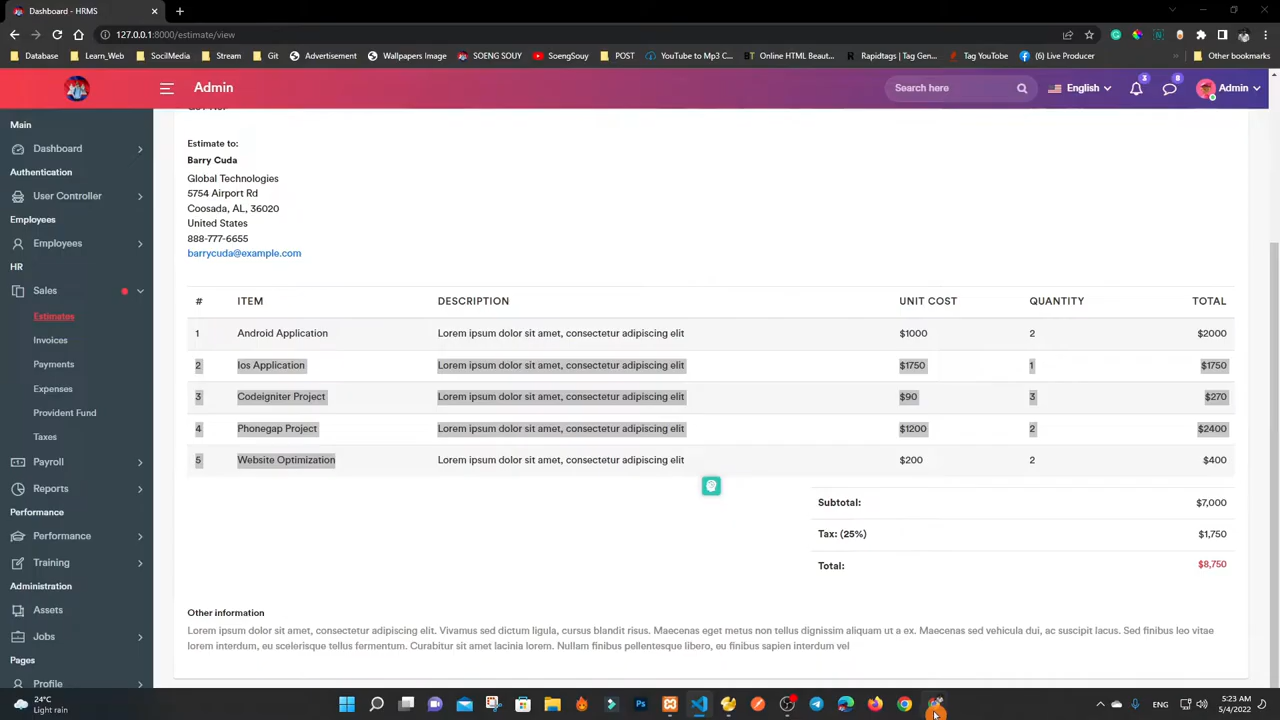 Dashboard - HRMS
127.0.0.1:8000/estimate/view
Database
Learn Web
SocilMedia
Stream
Git
Advertisement
Wallpapers Image
SOENG SOUY
SoengSouy
POST
YouTube to Mp3 C...
Online HTML Beau...
Rapidtags | Tag Gen...
Tag YouTube
(6) Live Producer
Other bookmarks
Admin
Search here
English
3
8
Admin
Main
Dashboard
Authentication
User Controller
Employees
Employees
HR
Sales
Estimates
Invoices
Payments
Expenses
Provident Fund
Taxes
Payroll
Reports
Performance
Performance
Training
Administration
Assets
Jobs
Pages
Profile
Estimate to:
Barry Cuda
Global Technologies
5754 Airport Rd
Coosada, AL, 36020
United States
888-777-6655
barrycuda@example.com
# ITEM DESCRIPTION UNIT COST QUANTITY TOTAL
1 Android Application Lorem ipsum dolor sit amet, consectetur adipiscing elit $1000 2 $2000
2 Ios Application Lorem ipsum dolor sit amet, consectetur adipiscing elit $1750 1 $1750
3 Codeigniter Project Lorem ipsum dolor sit amet, consectetur adipiscing elit $90 3 $270
4 Phonegap Project Lorem ipsum dolor sit amet, consectetur adipiscing elit $1200 2 $2400
5 Website Optimization Lorem ipsum dolor sit amet, consectetur adipiscing elit $200 2 $400
Subtotal: $7,000
Tax: (25%) $1,750
Total: $8,750
Other information
Lorem ipsum dolor sit amet, consectetur adipiscing elit. Vivamus sed dictum ligula, cursus blandit risus. Maecenas eget metus non tellus dignissim aliquam ut a ex. Maecenas sed vehicula dui, ac suscipit lacus. Sed finibus leo vitae
lorem interdum, eu scelerisque tellus fermentum. Curabitur sit amet lacinia lorem. Nullam finibus pellentesque libero, eu finibus sapien interdum vel
24°C
Light rain
5:23 AM
5/4/2022